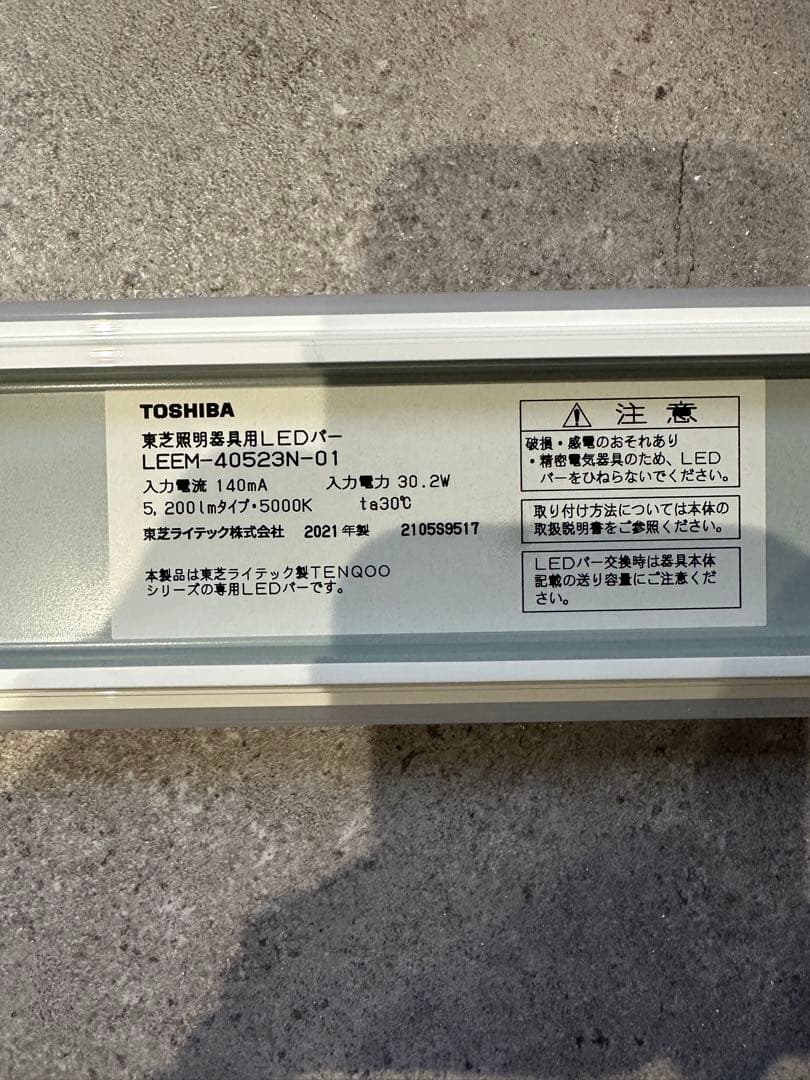 TOSHIBA
東芝照明器具用LEDバー
LEEM-40523N-01
入力電流 140mA 入力電力 30.2W
5,200lmタイプ・5000K ta30℃
東芝ライテック株式会社 2021年製 2105S9517
本製品は東芝ライテック製TENQOO
シリーズの専用LEDバーです。
⚠ 注意
破損・感電のおそれあり
・精密電気器具のため、LED
バーをひねらないでください。
取り付け方法については本体の
取扱説明書をご参照ください。
LEDバー交換時は器具本体
記載の送り容量にご注意くだ
さい。